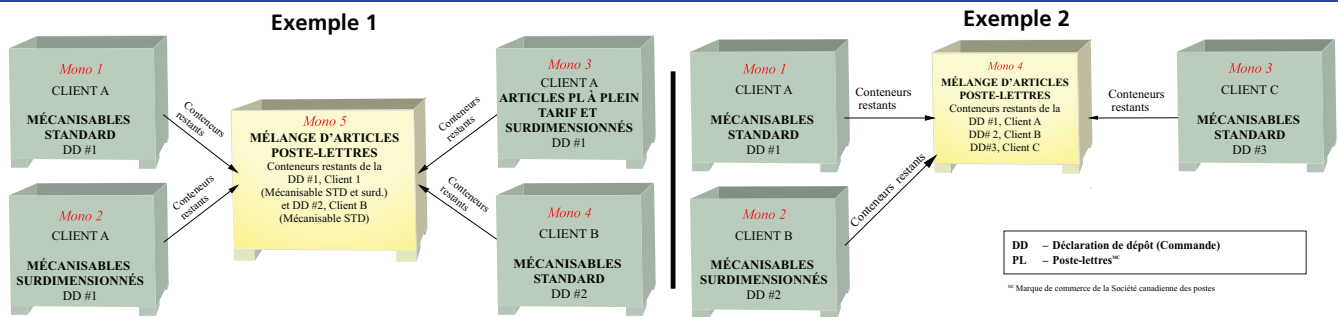 Exemple 1
Mono 1
CLIENT A
MÉCANISABLES
STANDARD
DD #1
Conteneurs
restants
Mono 2
CLIENT A
MÉCANISABLES
SURDIMENSIONNÉS
DD #1
Conteneurs
restants
Mono 5
MÉLANGE D'ARTICLES
POSTE-LETTRES
Conteneurs restants de la
DD #1, Client 1
(Mécanisable STD et surd.)
et DD #2, Client B
(Mécanisable STD)
Mono 3
CLIENT A
ARTICLES PL À PLEIN
TARIF ET
SURDIMENSIONNÉS
DD #1
Conteneurs
restants
Mono 4
CLIENT B
MÉCANISABLES
STANDARD
DD #2
Conteneurs
restants
Exemple 2
Mono 1
CLIENT A
MÉCANISABLES
STANDARD
DD #1
Conteneurs
restants
Mono 2
CLIENT B
MÉCANISABLES
SURDIMENSIONNÉS
DD #2
Conteneurs restants
Mono 4
MÉLANGE D'ARTICLES
POSTE-LETTRES
Conteneurs restants de la
DD #1, Client A
DD# 2, Client B
DD#3, Client C
Conteneurs
restants
Mono 3
CLIENT C
MÉCANISABLES
STANDARD
DD #3
DD – Déclaration de dépôt (Commande)
PL – Poste-lettres MC
MC Marque de commerce de la Société canadienne des postes